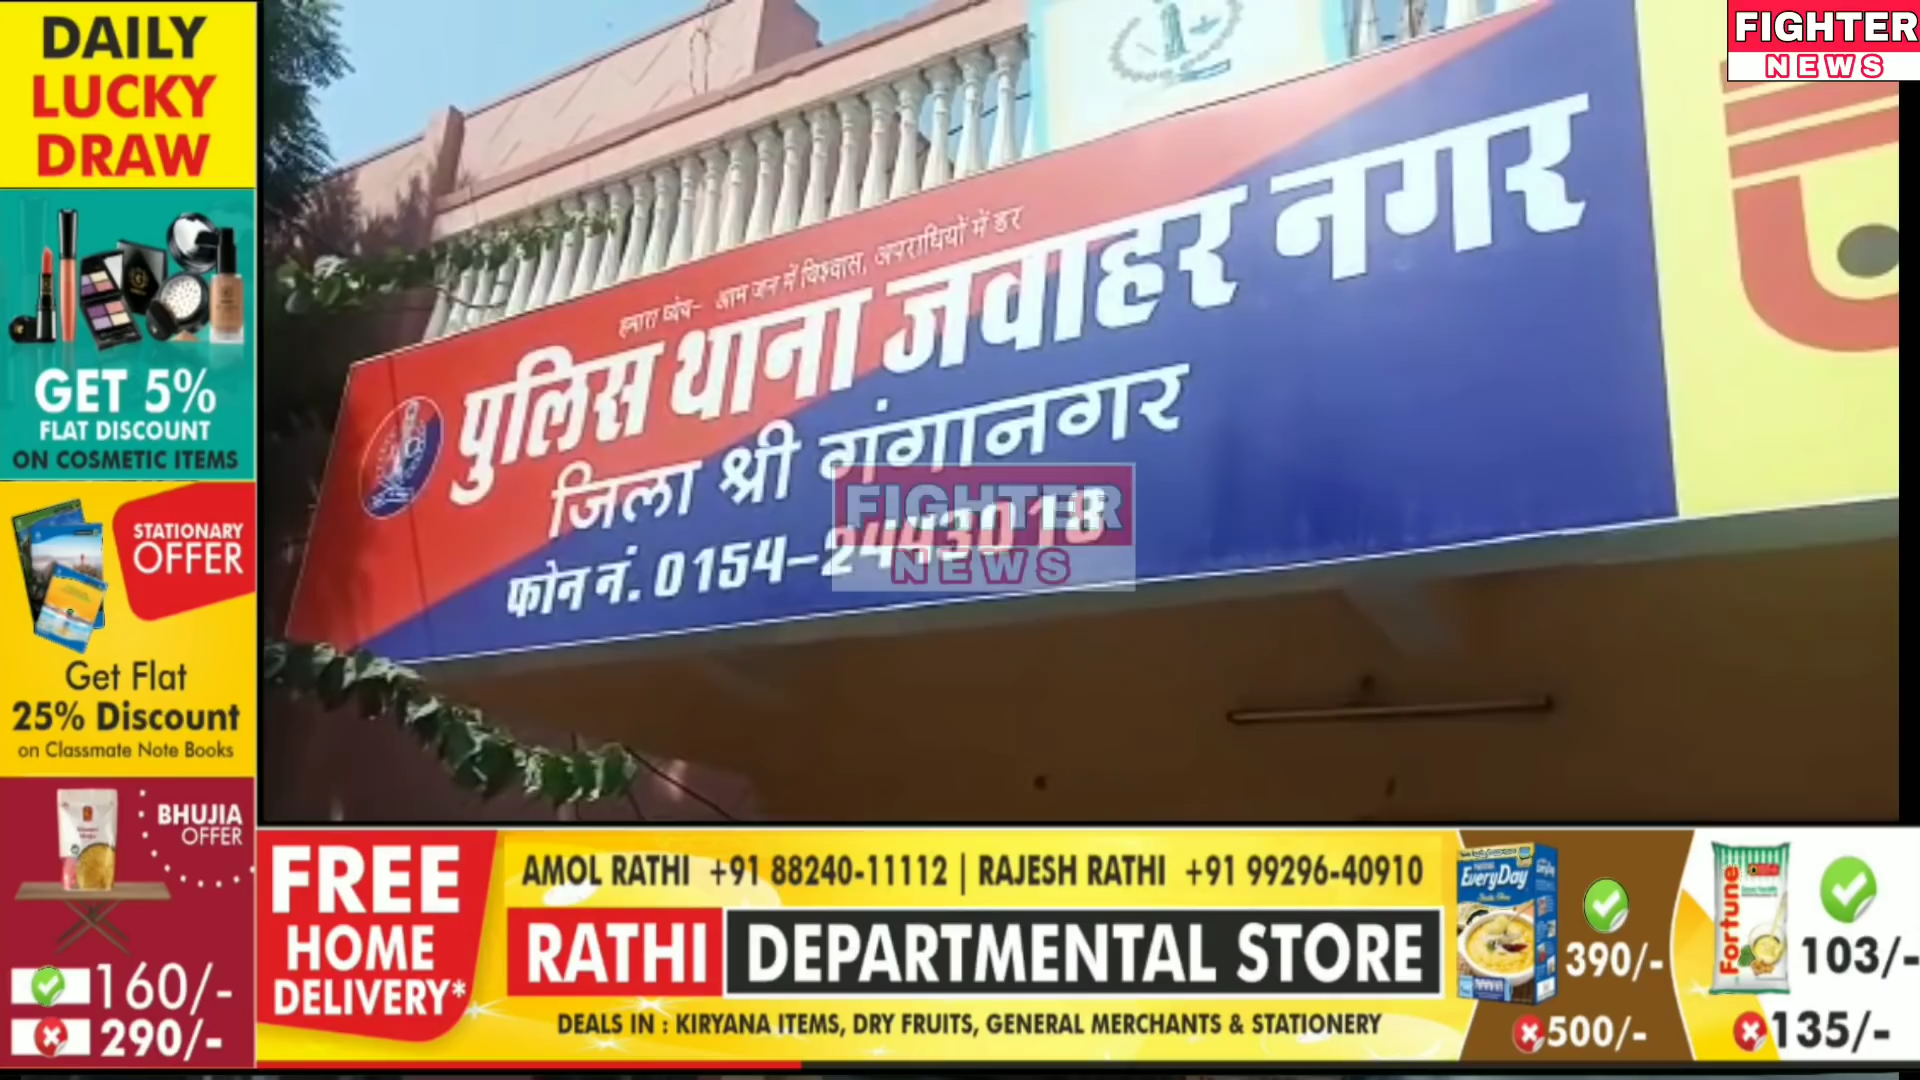 DAILY
LUCKY
DRAW
GET 5%
FLAT DISCOUNT
ON COSMETIC ITEMS
STATIONARY
OFFER
Get Flat
25% Discount
on Classmate Note Books
BHUJIA
OFFER
160/-
290/-
FIGHTER
NEWS
हमारा ध्येय- आम जन में विश्वास, अपराधियों में डर
पुलिस थाना जवाहर नगर
जिला श्री गंगानगर
फोन नं. 0154-2443018
FIGHTER
NEWS
FREE
HOME
DELIVERY*
AMOL RATHI +91 88240-11112 | RAJESH RATHI +91 99296-40910
RATHI DEPARTMENTAL STORE
DEALS IN : KIRYANA ITEMS, DRY FRUITS, GENERAL MERCHANTS & STATIONERY
EveryDay
390/-
500/-
Fortune
103/-
135/-